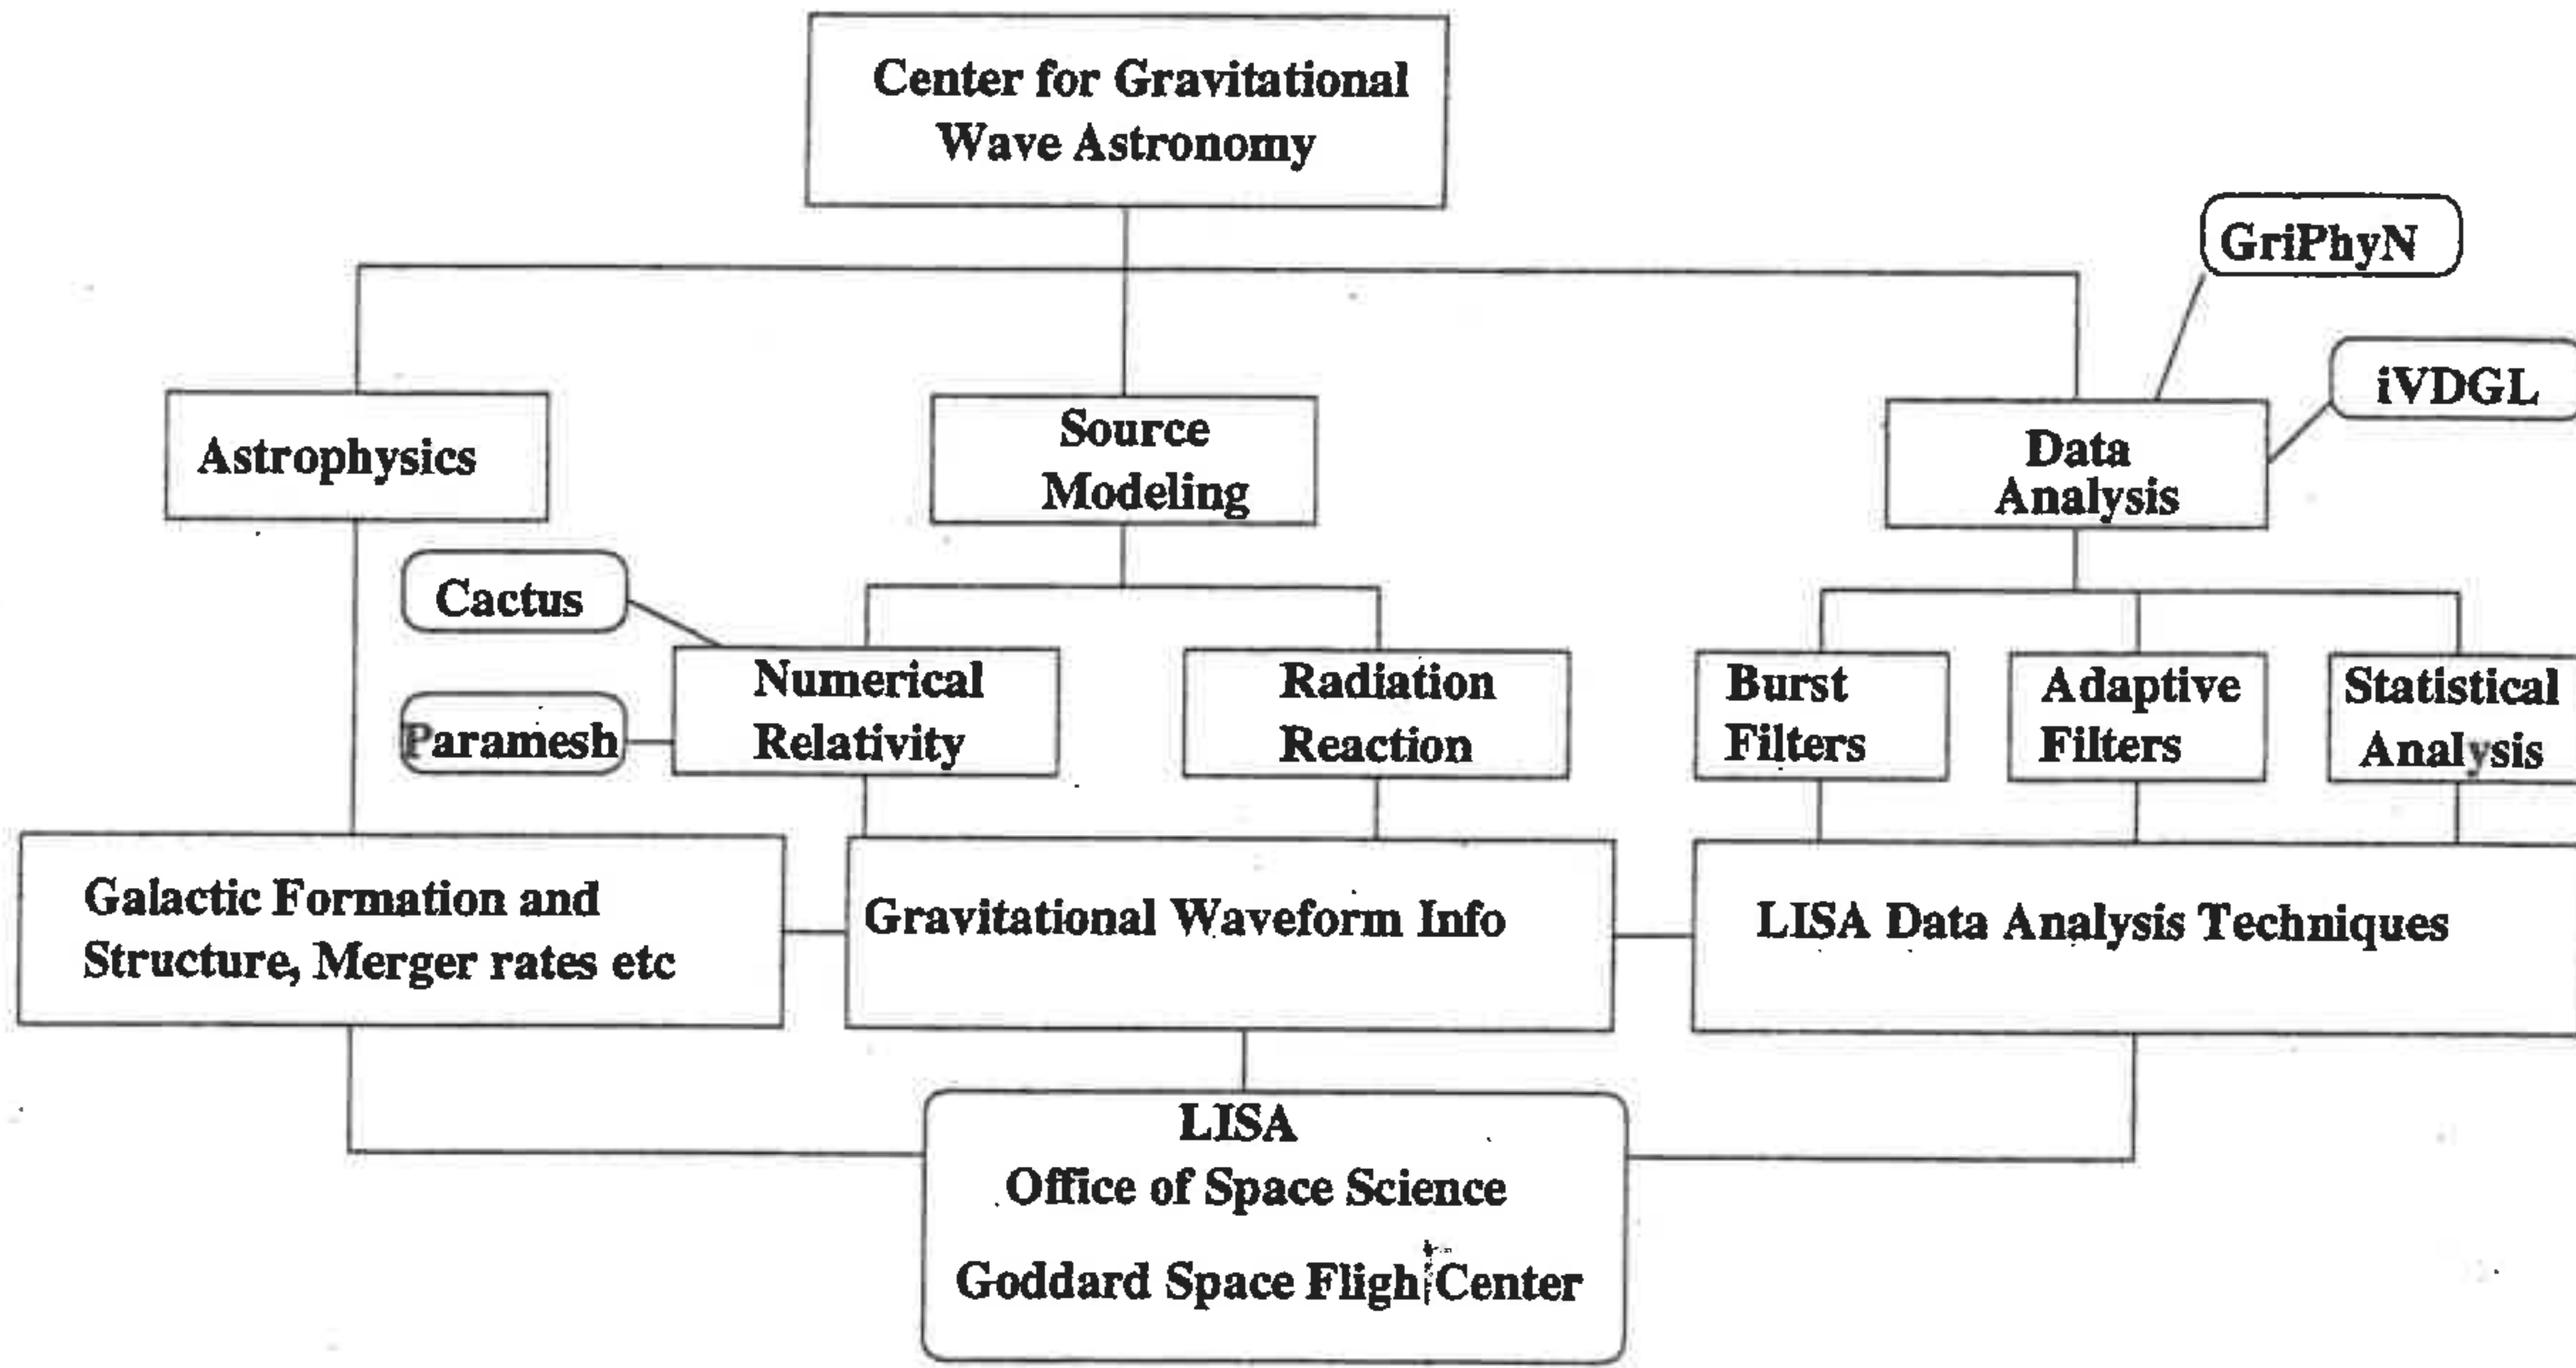 Center for Gravitational
Wave Astronomy
GriPhyN
iVDGL
Astrophysics
Source
Modeling
Data
Analysis
Cactus
Paramesh
Numerical
Relativity
Radiation
Reaction
Burst
Filters
Adaptive
Filters
Statistical
Analysis
Galactic Formation and
Structure, Merger rates etc
Gravitational Waveform Info
LISA Data Analysis Techniques
LISA
Office of Space Science
Goddard Space Flight Center